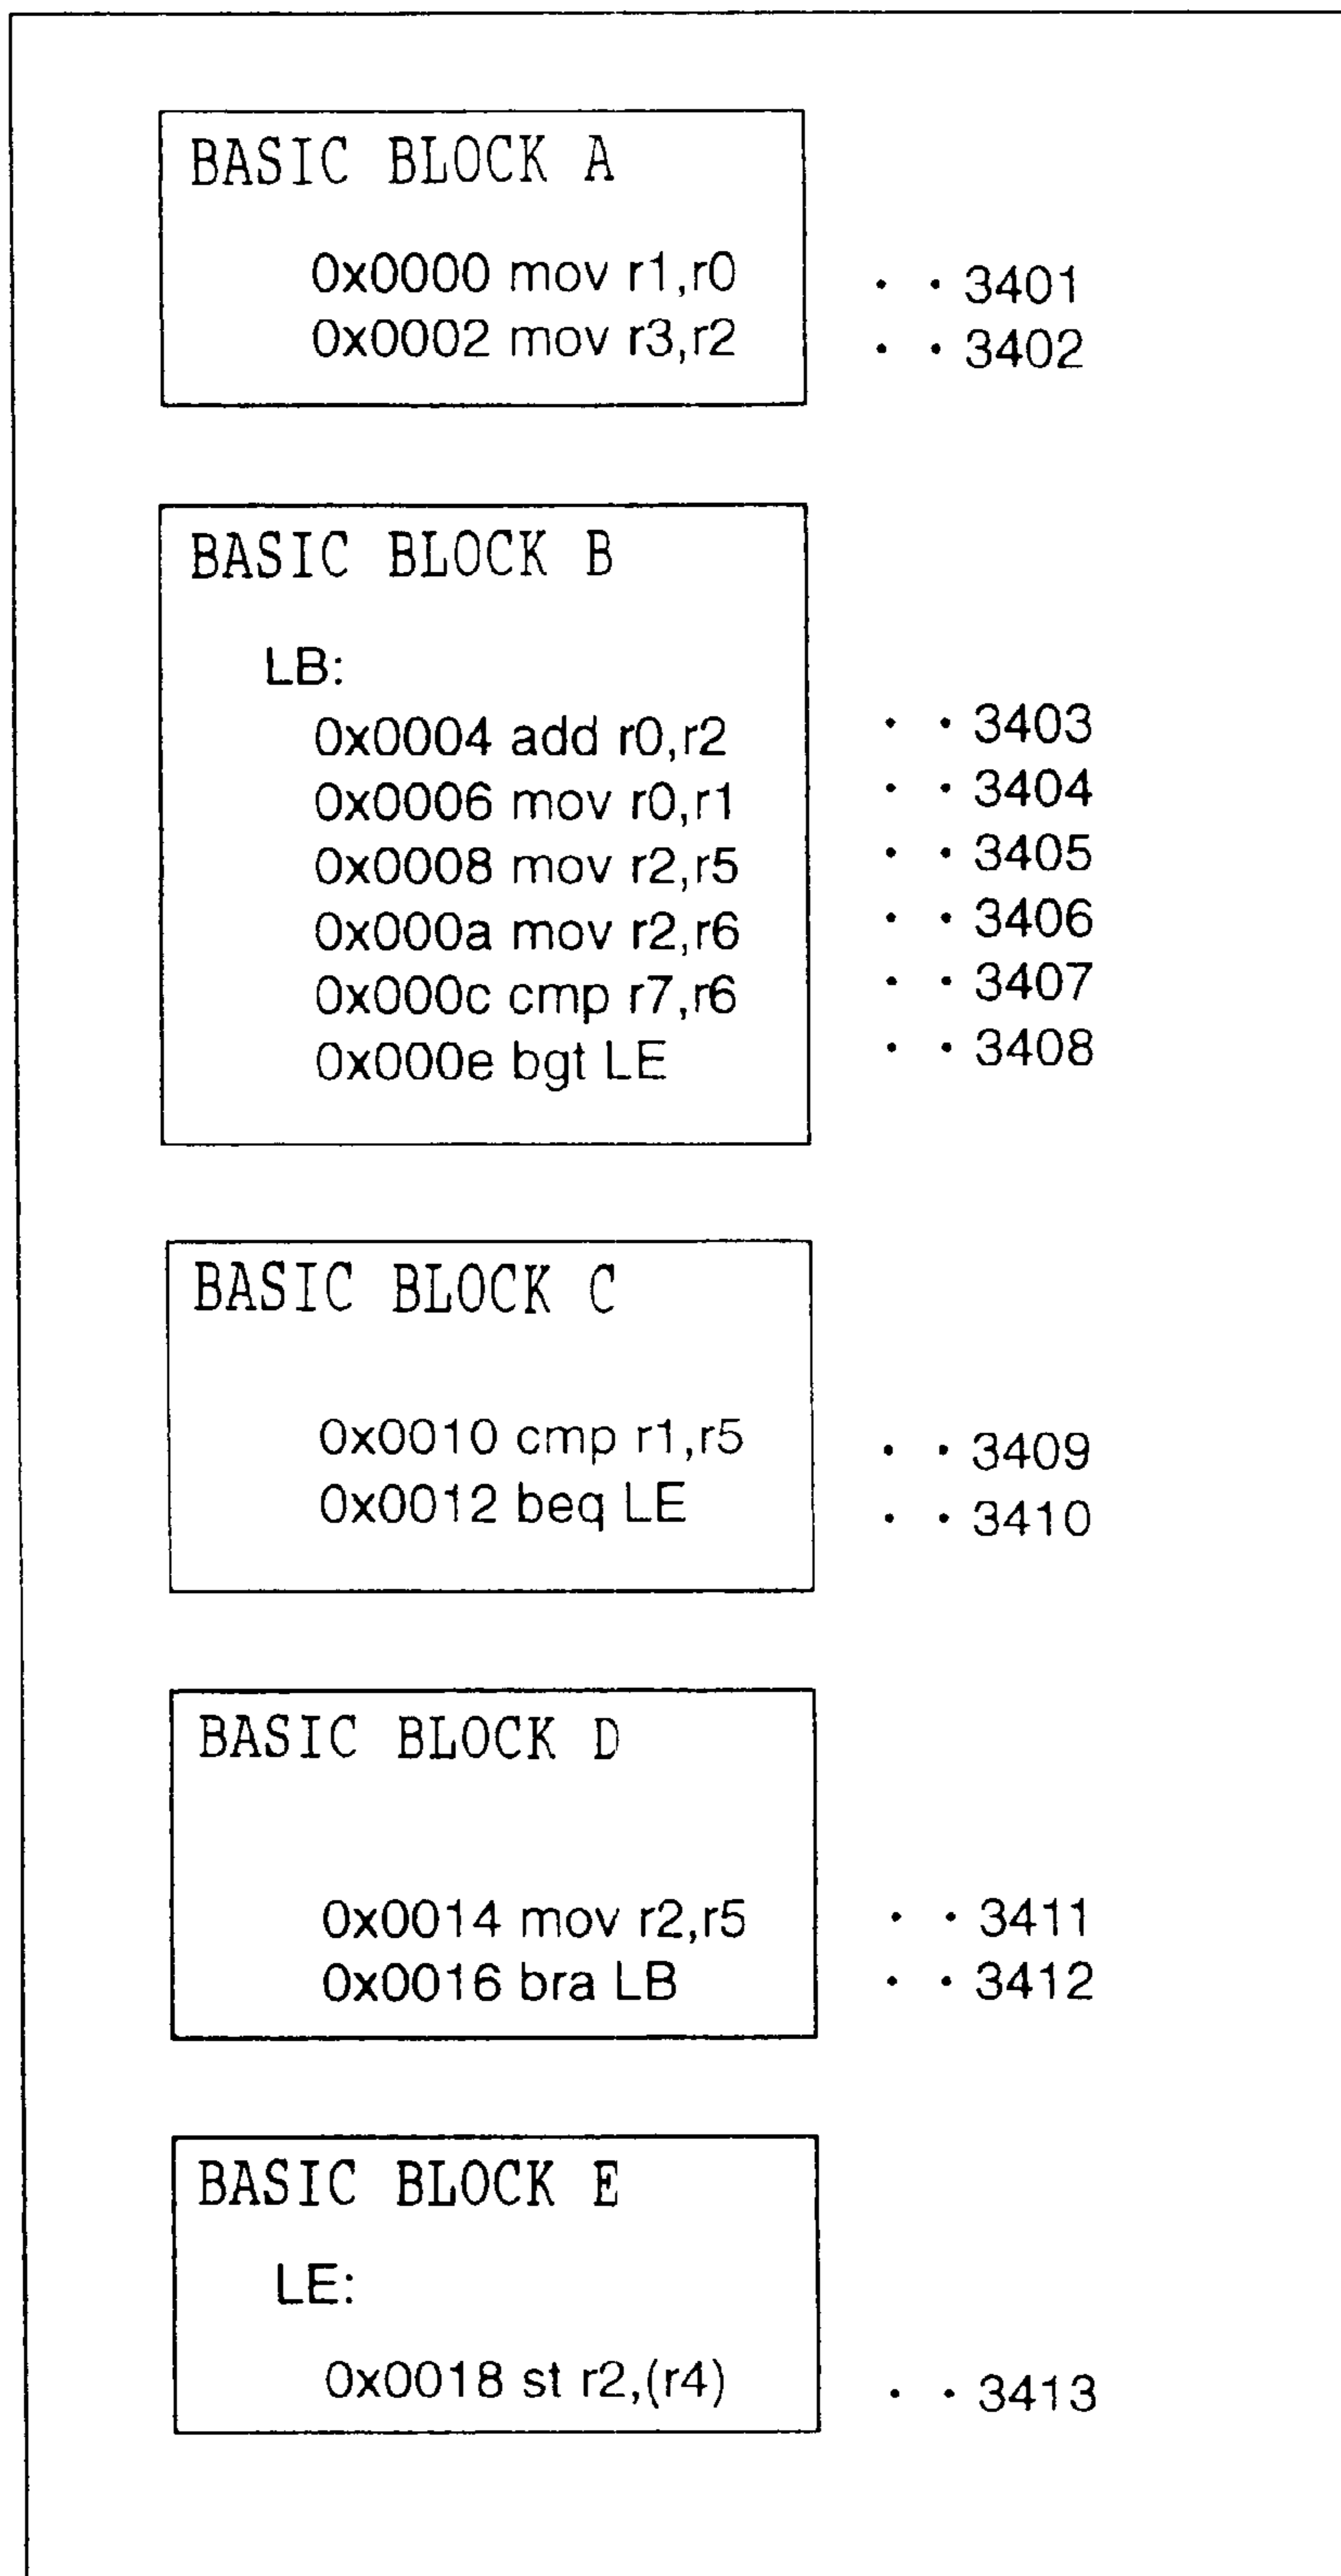 BASIC BLOCK A
0x0000 mov r1,r0 · · 3401
0x0002 mov r3,r2 · · 3402
BASIC BLOCK B
LB:
0x0004 add r0,r2 · · 3403
0x0006 mov r0,r1 · · 3404
0x0008 mov r2,r5 · · 3405
0x000a mov r2,r6 · · 3406
0x000c cmp r7,r6 · · 3407
0x000e bgt LE · · 3408
BASIC BLOCK C
0x0010 cmp r1,r5 · · 3409
0x0012 beq LE · · 3410
BASIC BLOCK D
0x0014 mov r2,r5 · · 3411
0x0016 bra LB · · 3412
BASIC BLOCK E
LE:
0x0018 st r2,(r4) · · 3413